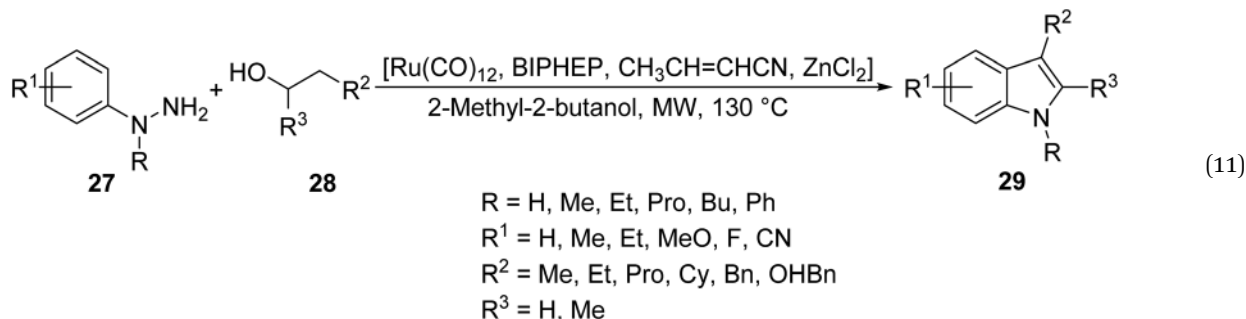 [Ru(CO)12, BIPHEP, CH3CH=CHCN, ZnCl2]
2-Methyl-2-butanol, MW, 130 °C
R1
N
NH2
R
27
+
HO
R2
R3
28
R1
R2
R3
N
R
29
(11)
R = H, Me, Et, Pro, Bu, Ph
R1 = H, Me, Et, MeO, F, CN
R2 = Me, Et, Pro, Cy, Bn, OHBn
R3 = H, Me